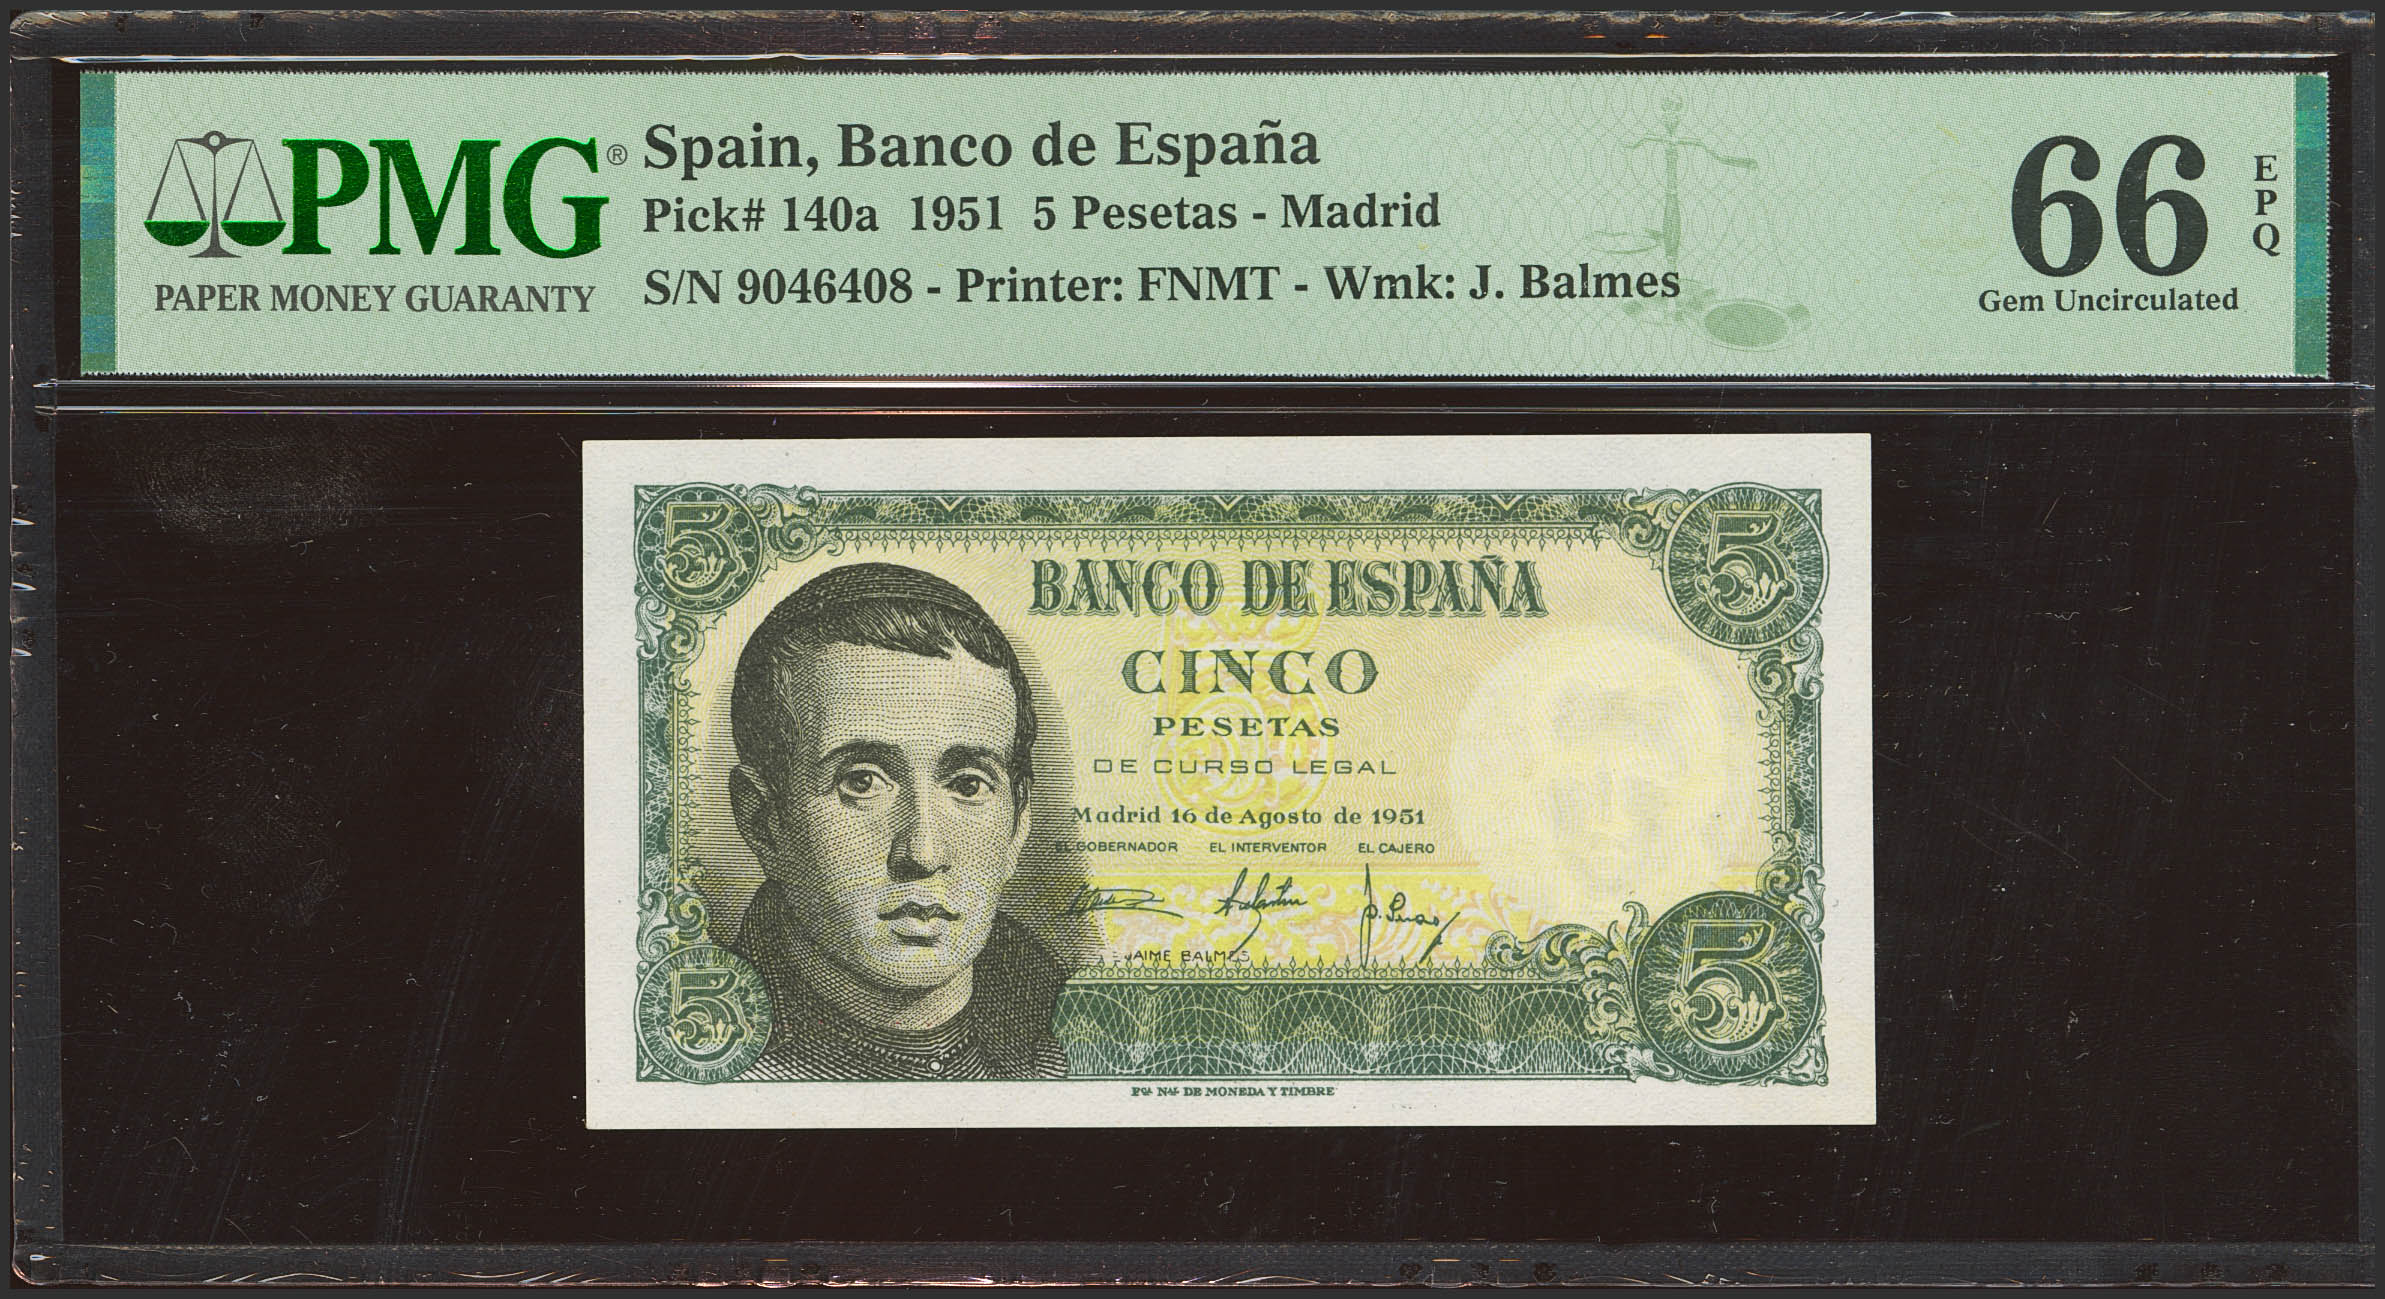 PMG®
PAPER MONEY GUARANTY
Spain, Banco de España
Pick# 140a 1951 5 Pesetas - Madrid
S/N 9046408 - Printer: FNMT - Wmk: J. Balmes
66
EPQ
Gem Uncirculated
5
5
BANCO DE ESPAÑA
CINCO
PESETAS
DE CURSO LEGAL
Madrid 16 de Agosto de 1951
EL GOBERNADOR EL INTERVENTOR EL CAJERO
JAIME BALMES
5
5
FCA. NAL. DE MONEDA Y TIMBRE